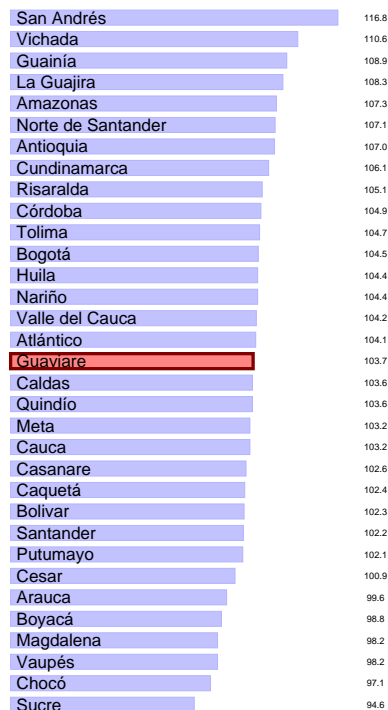 San Andrés 116.8
Vichada 110.6
Guainía 108.9
La Guajira 108.3
Amazonas 107.3
Norte de Santander 107.1
Antioquia 107.0
Cundinamarca 106.1
Risaralda 105.1
Córdoba 104.9
Tolima 104.7
Bogotá 104.5
Huila 104.4
Nariño 104.4
Valle del Cauca 104.2
Atlántico 104.1
Guaviare 103.7
Caldas 103.6
Quindío 103.6
Meta 103.2
Cauca 103.2
Casanare 102.6
Caquetá 102.4
Bolivar 102.3
Santander 102.2
Putumayo 102.1
Cesar 100.9
Arauca 99.6
Boyacá 98.8
Magdalena 98.2
Vaupés 98.2
Chocó 97.1
Sucre 94.6